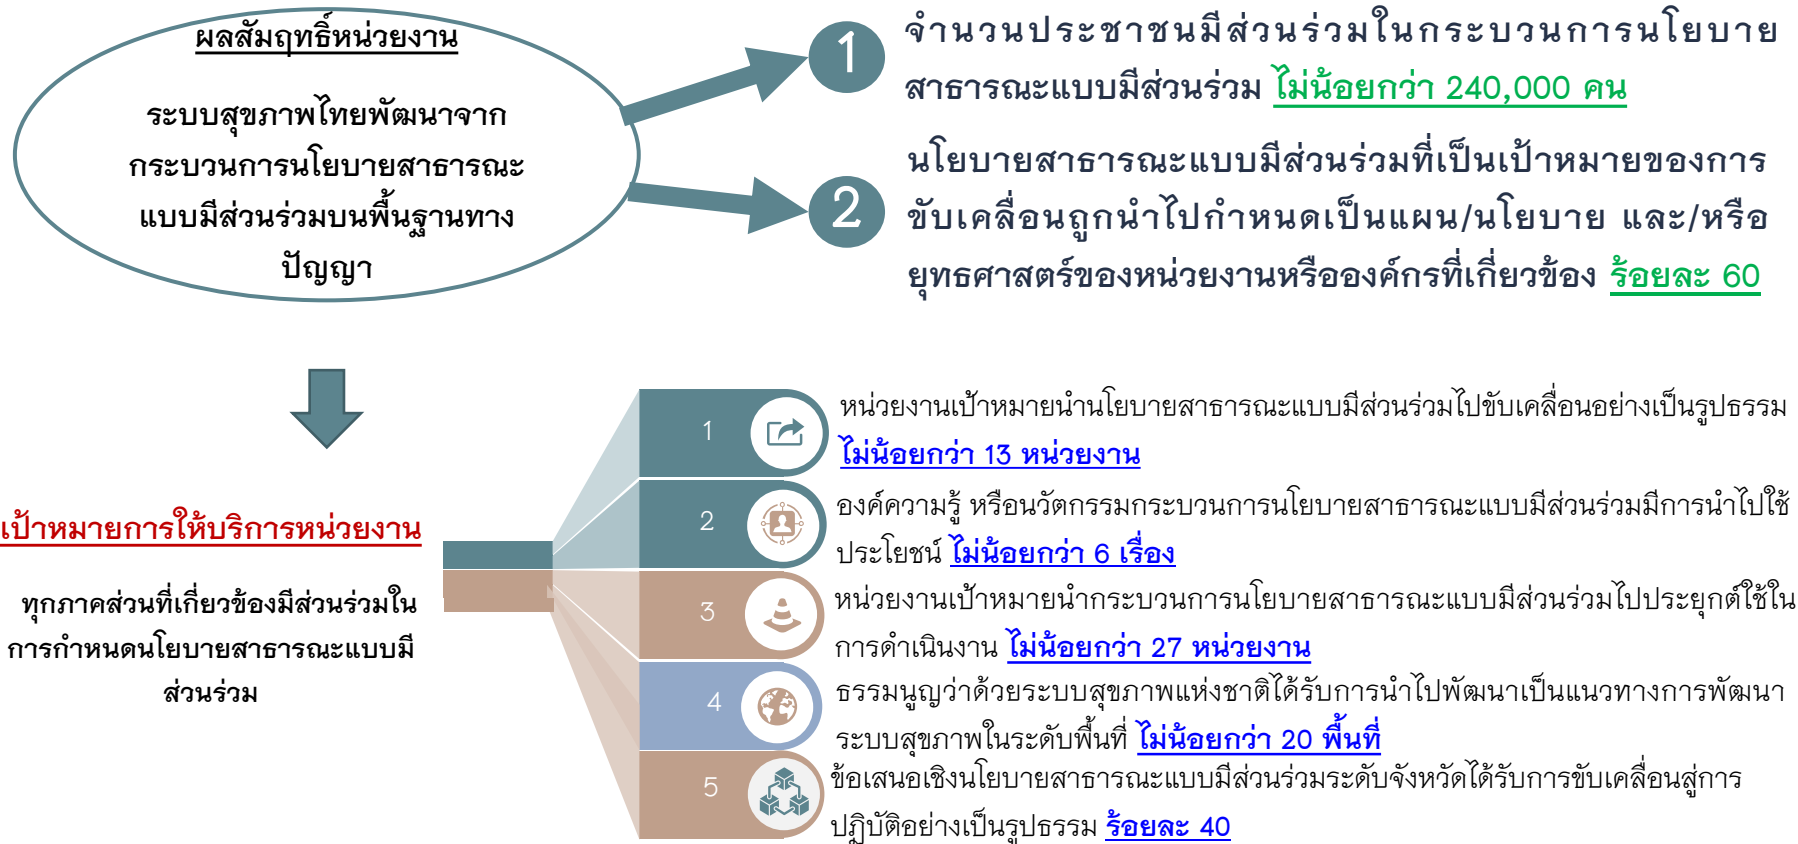 ผลสัมฤทธิ์หน่วยงาน
ระบบสุขภาพไทยพัฒนาจาก
กระบวนการนโยบายสาธารณะ
แบบมีส่วนร่วมบนพื้นฐานทาง
ปัญญา
1
จำนวนประชาชนมีส่วนร่วมในกระบวนการนโยบาย
สาธารณะแบบมีส่วนร่วม ไม่น้อยกว่า 240,000 คน
2
นโยบายสาธารณะแบบมีส่วนร่วมที่เป็นเป้าหมายของการ
ขับเคลื่อนถูกนำไปกำหนดเป็นแผน/นโยบาย และ/หรือ
ยุทธศาสตร์ของหน่วยงานหรือองค์กรที่เกี่ยวข้อง ร้อยละ 60
เป้าหมายการให้บริการหน่วยงาน
ทุกภาคส่วนที่เกี่ยวข้องมีส่วนร่วมใน
การกำหนดนโยบายสาธารณะแบบมี
ส่วนร่วม
1
หน่วยงานเป้าหมายนำนโยบายสาธารณะแบบมีส่วนร่วมไปขับเคลื่อนอย่างเป็นรูปธรรม
ไม่น้อยกว่า 13 หน่วยงาน
2
องค์ความรู้ หรือนวัตกรรมกระบวนการนโยบายสาธารณะแบบมีส่วนร่วมมีการนำไปใช้
ประโยชน์ ไม่น้อยกว่า 6 เรื่อง
3
หน่วยงานเป้าหมายนำกระบวนการนโยบายสาธารณะแบบมีส่วนร่วมไปประยุกต์ใช้ใน
การดำเนินงาน ไม่น้อยกว่า 27 หน่วยงาน
4
ธรรมนูญว่าด้วยระบบสุขภาพแห่งชาติได้รับการนำไปพัฒนาเป็นแนวทางการพัฒนา
ระบบสุขภาพในระดับพื้นที่ ไม่น้อยกว่า 20 พื้นที่
5
ข้อเสนอเชิงนโยบายสาธารณะแบบมีส่วนร่วมระดับจังหวัดได้รับการขับเคลื่อนสู่การ
ปฏิบัติอย่างเป็นรูปธรรม ร้อยละ 40